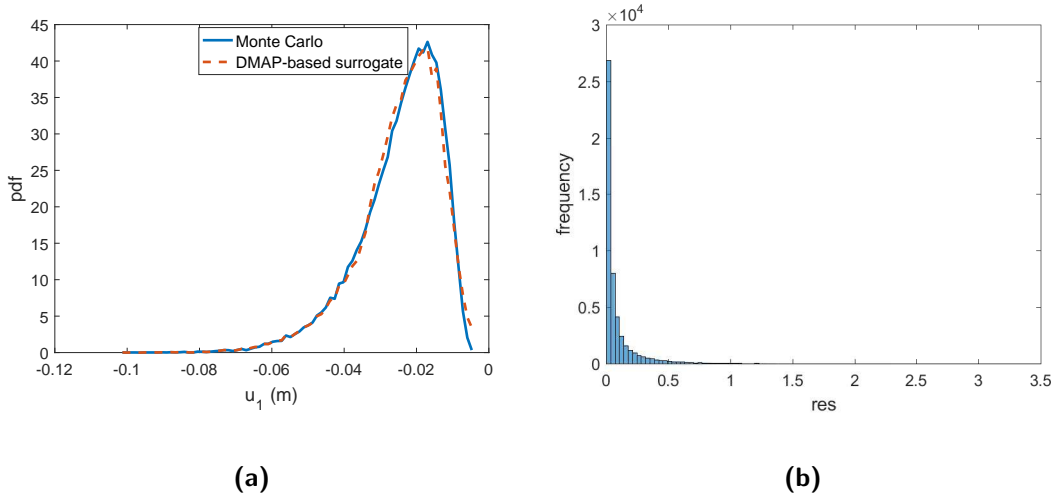 45
40
35
30
25
20
15
10
5
0
pdf
Monte Carlo
DMAP-based surrogate
-0.12 -0.1 -0.08 -0.06 -0.04 -0.02 0
u₁ (m)
(a)
×10⁴
3
2.5
2
1.5
1
0.5
0
frequency
0 0.5 1 1.5 2 2.5 3 3.5
res
(b)